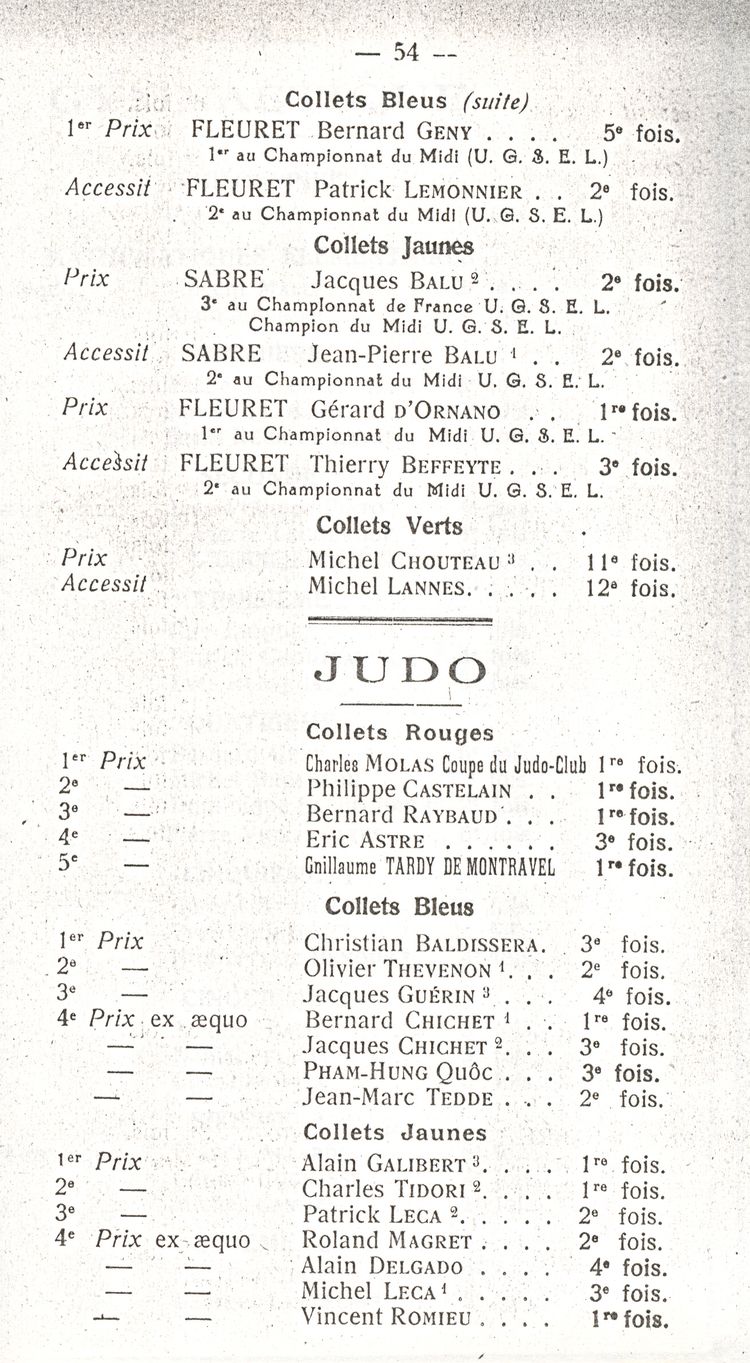 — 54 —
Collets Bleus (suite)
1er Prix FLEURET Bernard GENY . . . . 5e fois.
1er au Championnat du Midi (U. G. S. E. L.)
Accessit FLEURET Patrick LEMONNIER . . 2e fois.
2e au Championnat du Midi (U. G. S. E. L.)
Collets Jaunes
Prix SABRE Jacques BALU 2 . . . . 2e fois.
3e au Championnat de France U. G. S. E. L.
Champion du Midi U. G. S. E. L.
Accessit SABRE Jean-Pierre BALU 1 . . 2e fois.
2e au Championnat du Midi U. G. S. E. L.
Prix FLEURET Gérard D'ORNANO . . 1re fois.
1er au Championnat du Midi U. G. S. E. L.
Accessit FLEURET Thierry BEFFEYTE . . . 3e fois.
2e au Championnat du Midi U. G. S. E. L.
Collets Verts
Prix Michel CHOUTEAU 3 . . 11e fois.
Accessit Michel LANNES. . . . . 12e fois.
JUDO
Collets Rouges
1er Prix Charles MOLAS Coupe du Judo-Club 1re fois.
2e — Philippe CASTELAIN . . 1re fois.
3e — Bernard RAYBAUD . . . 1re fois.
4e — Eric ASTRE . . . . . . 3e fois.
5e — Gnillaume TARDY DE MONTRAVEL 1re fois.
Collets Bleus
1er Prix Christian BALDISSERA. 3e fois.
2e — Olivier THEVENON 1. . . 2e fois.
3e — Jacques GUÉRIN 3 . . . 4e fois.
4e Prix ex æquo Bernard CHICHET 1 . . 1re fois.
— — Jacques CHICHET 2. . . 3e fois.
— — PHAM-HUNG Quôc . . . 3e fois.
— — Jean-Marc TEDDE . . . 2e fois.
Collets Jaunes
1er Prix Alain GALIBERT 3. . . . 1re fois.
2e — Charles TIDORI 2. . . . 1re fois.
3e — Patrick LECA 2. . . . . 2e fois.
4e Prix ex-æquo Roland MAGRET . . . . 2e fois.
— — Alain DELGADO . . . . 4e fois.
— — Michel LECA 1 . . . . . 3e fois.
— — Vincent ROMIEU . . . . 1re fois.